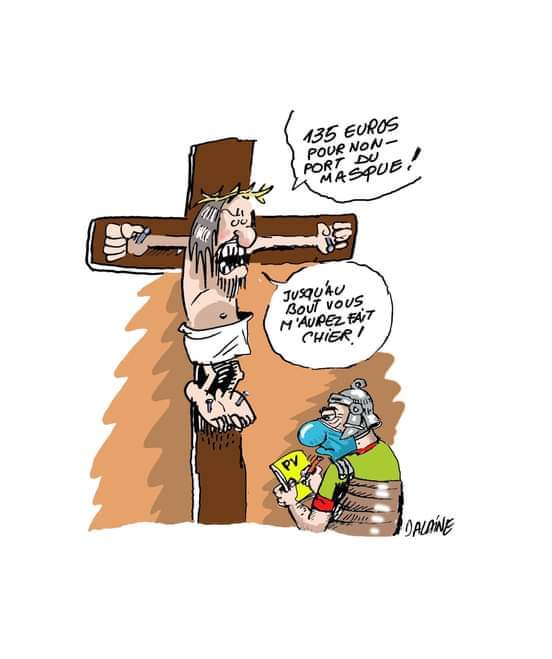 135 EUROS
POUR NON-
PORT DU
MASQUE!
JUSQU'AU
BOUT VOUS
M'AUREZ FAIT
CHIER!
PV
DALAINE